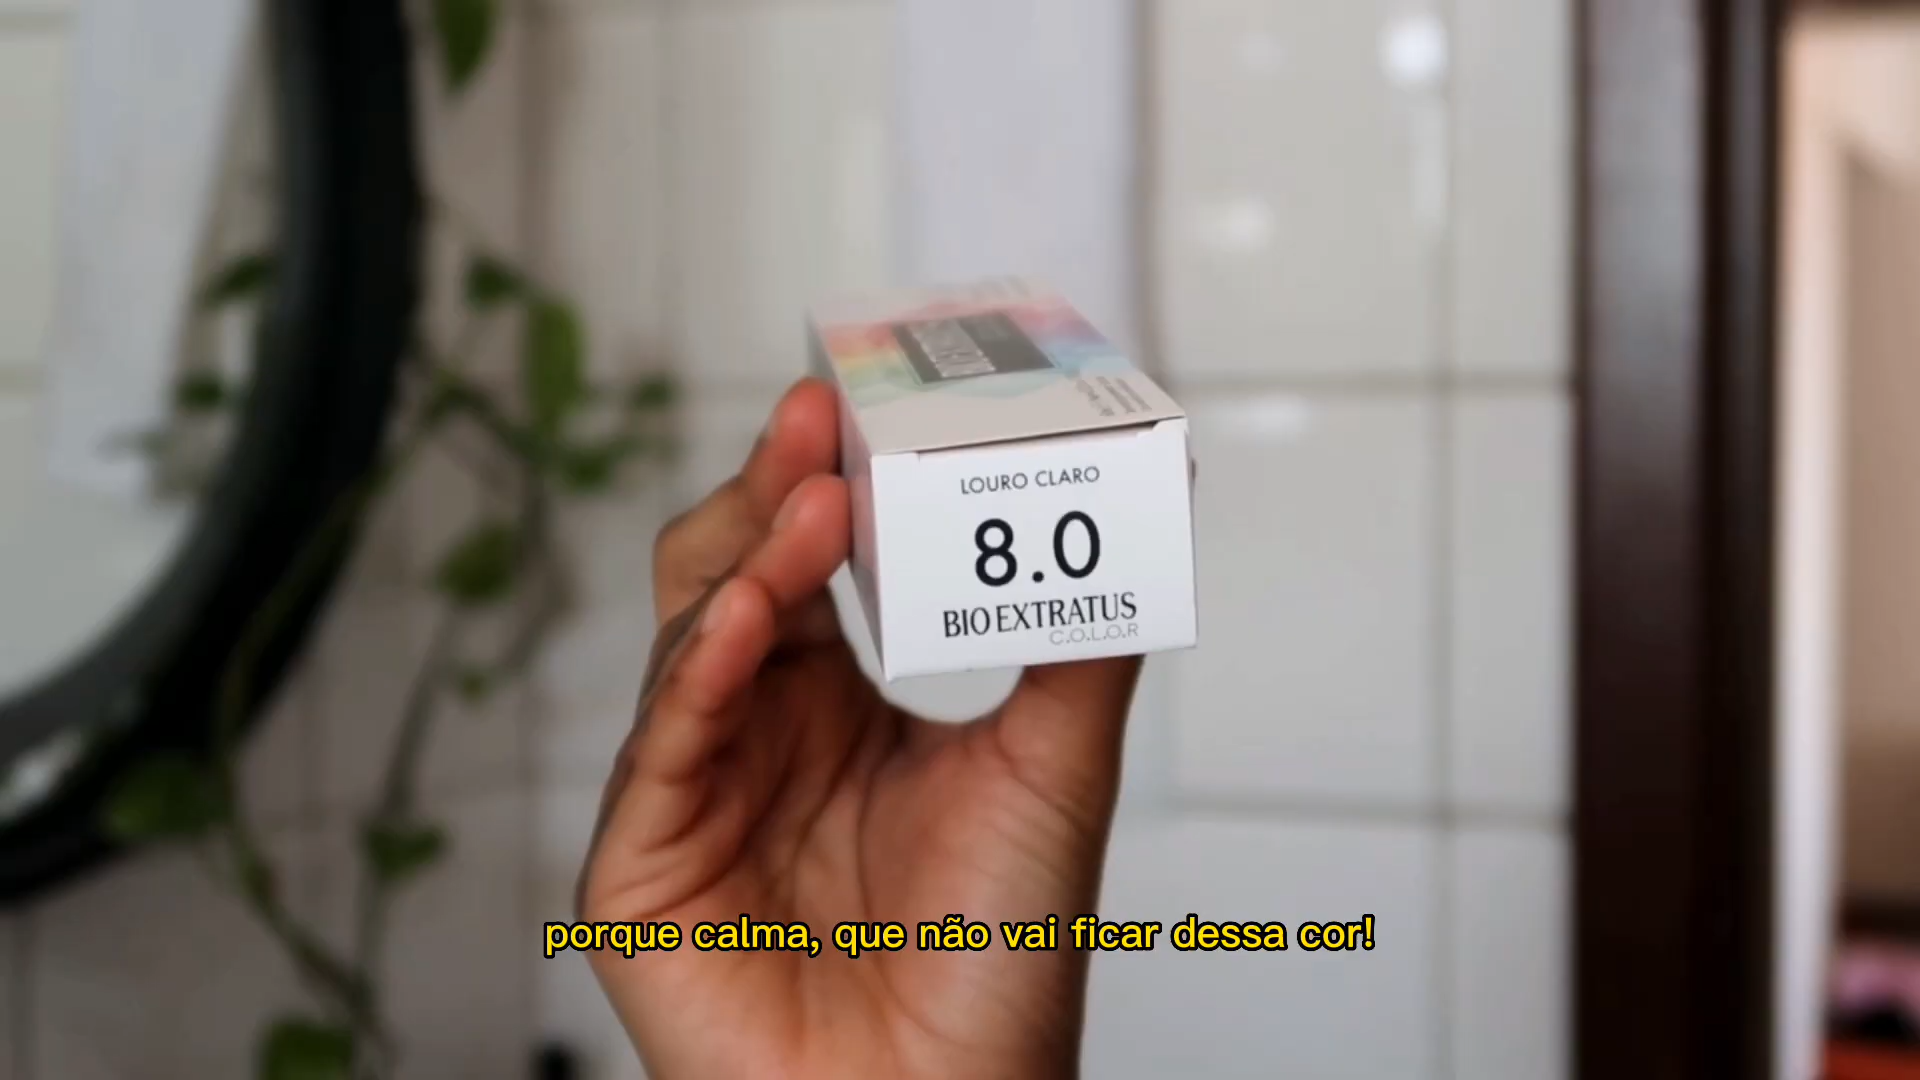 LOURO CLARO
8.0
BIO EXTRATUS
C.O.L.O.R
porque calma, que não vai ficar dessa cor!